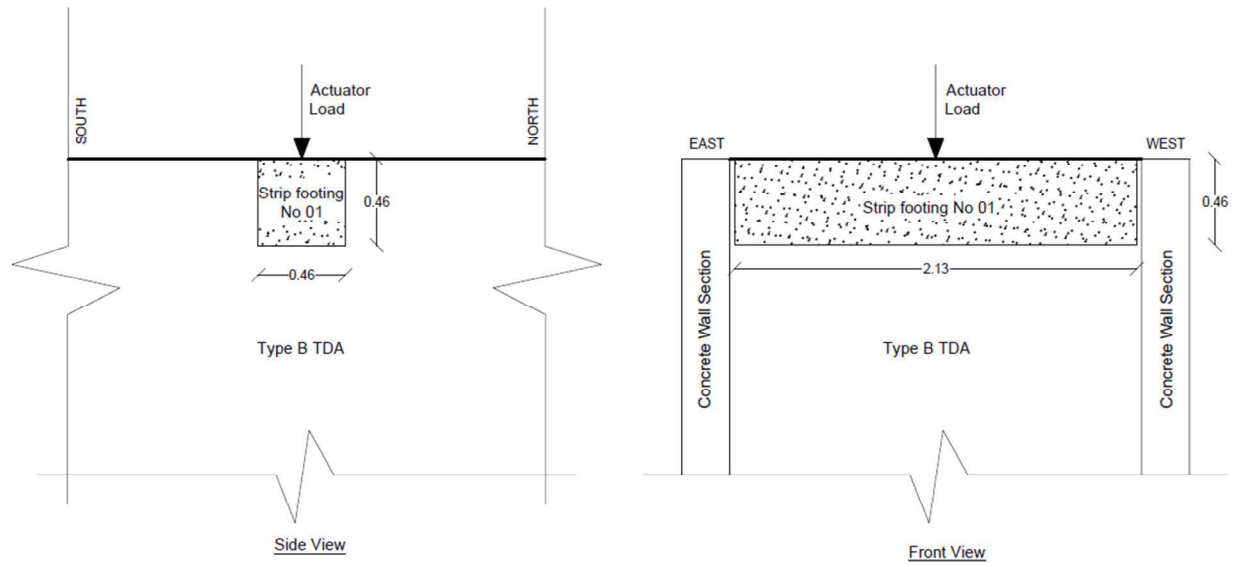 Actuator
Load
SOUTH
NORTH
Strip footing
No 01
0.46
0.46
Type B TDA
Side View
Actuator
Load
EAST
WEST
Strip footing No 01
0.46
2.13
Concrete Wall Section
Type B TDA
Concrete Wall Section
Front View